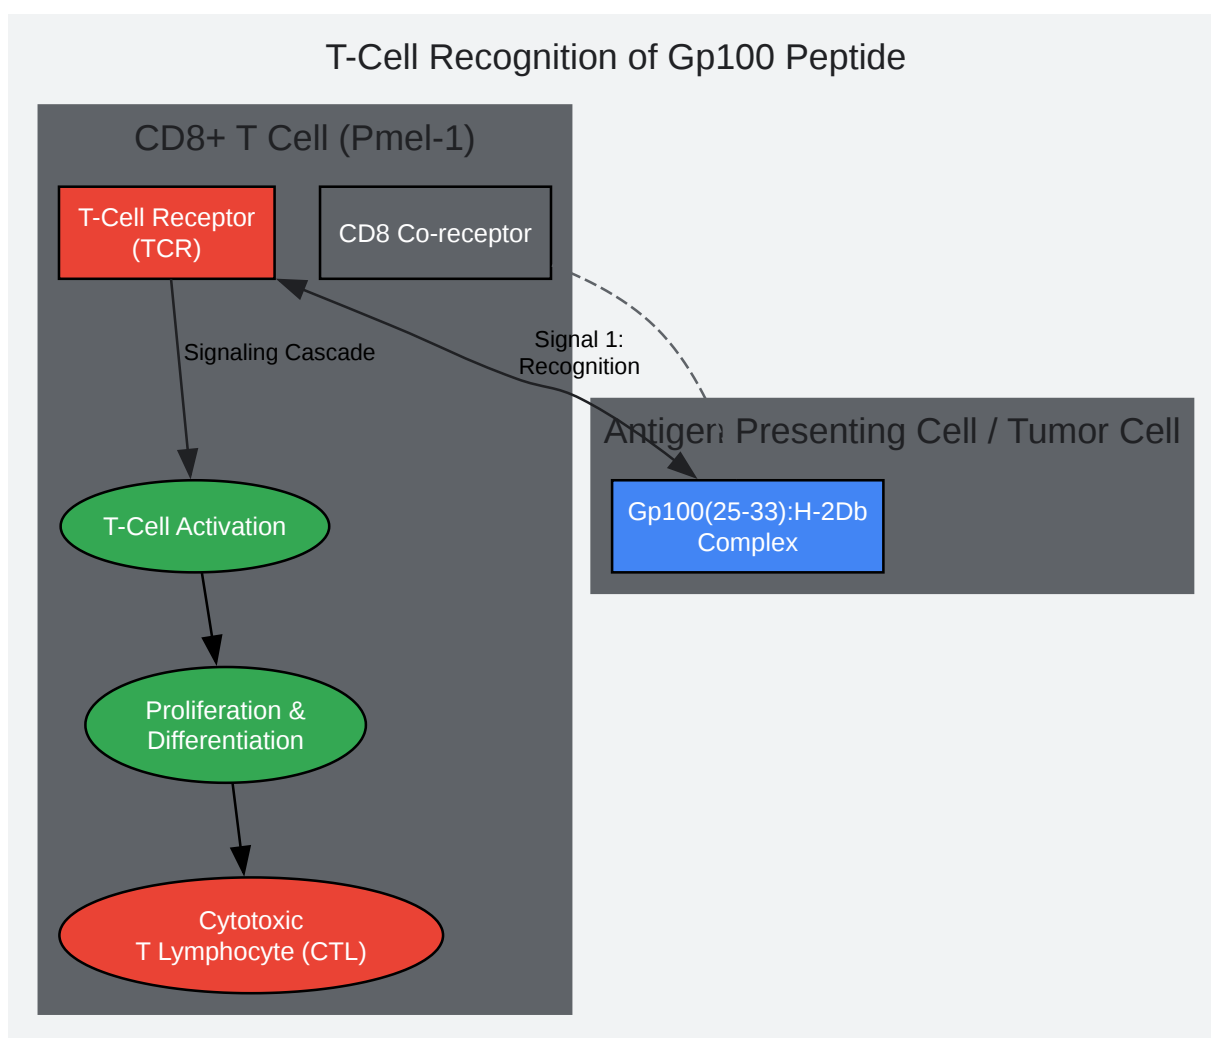 T-Cell Recognition of Gp100 Peptide
CD8+ T Cell (Pmel-1)
T-Cell Receptor
(TCR)
CD8 Co-receptor
Signaling Cascade
Signal 1:
Recognition
Antigen Presenting Cell / Tumor Cell
Gp100(25-33):H-2Db
Complex
T-Cell Activation
Proliferation &
Differentiation
Cytotoxic
T Lymphocyte (CTL)